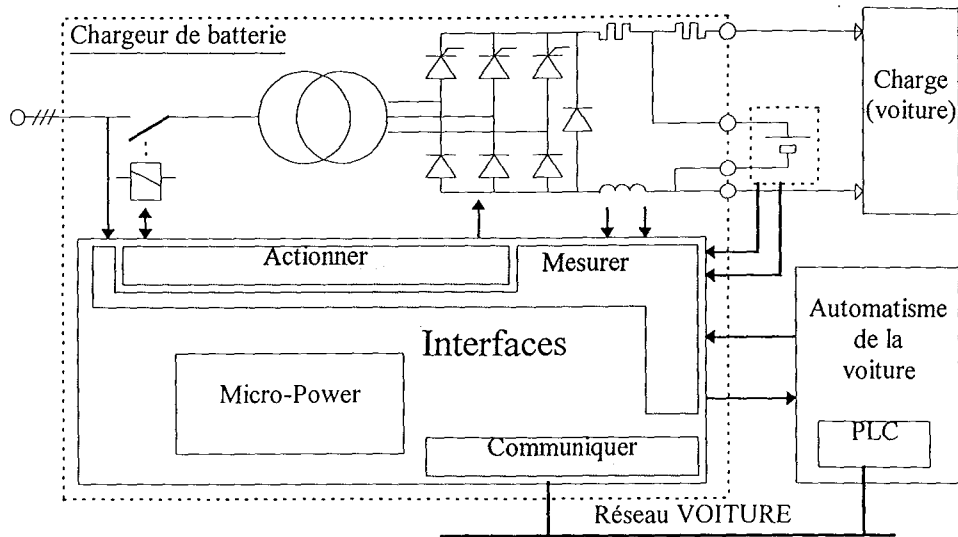 Chargeur de batterie
Charge
(voiture)
Actionner
Mesurer
Interfaces
Micro-Power
Communiquer
Automatisme
de la
voiture
PLC
Réseau VOITURE